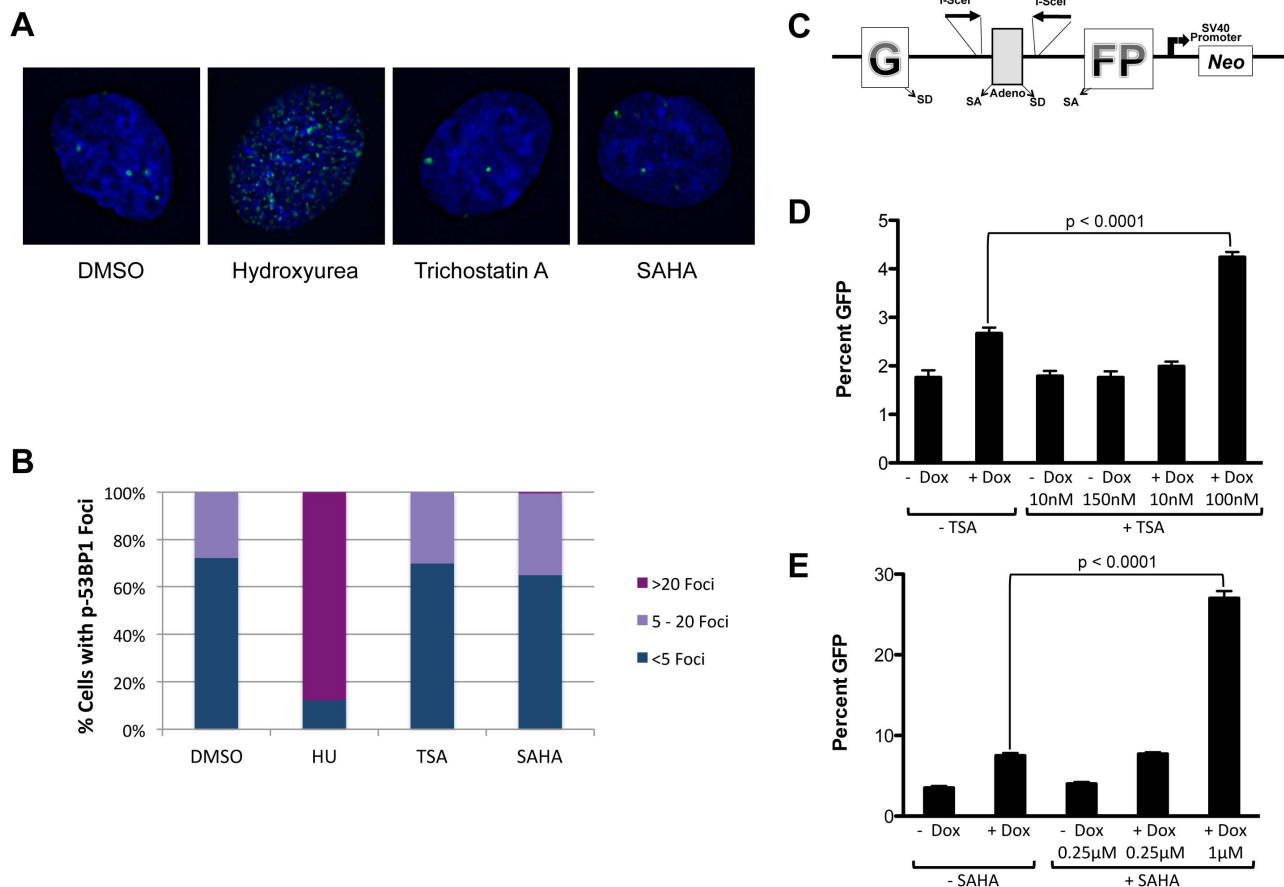 A
DMSO
Hydroxyurea
Trichostatin A
SAHA
B
% Cells with p-53BP1 Foci
100%
80%
60%
40%
20%
0%
DMSO
HU
TSA
SAHA
>20 Foci
5 - 20 Foci
<5 Foci
C
I-SceI
I-SceI
SV40
Promoter
G
FP
Neo
SD
SA
Adeno
SD
SA
D
Percent GFP
5
4
3
2
1
0
p < 0.0001
- Dox
+ Dox
- Dox
10nM
- Dox
150nM
+ Dox
10nM
+ Dox
100nM
- TSA
+ TSA
E
Percent GFP
30
20
10
0
p < 0.0001
- Dox
+ Dox
- Dox
0.25µM
+ Dox
0.25µM
+ Dox
1µM
- SAHA
+ SAHA